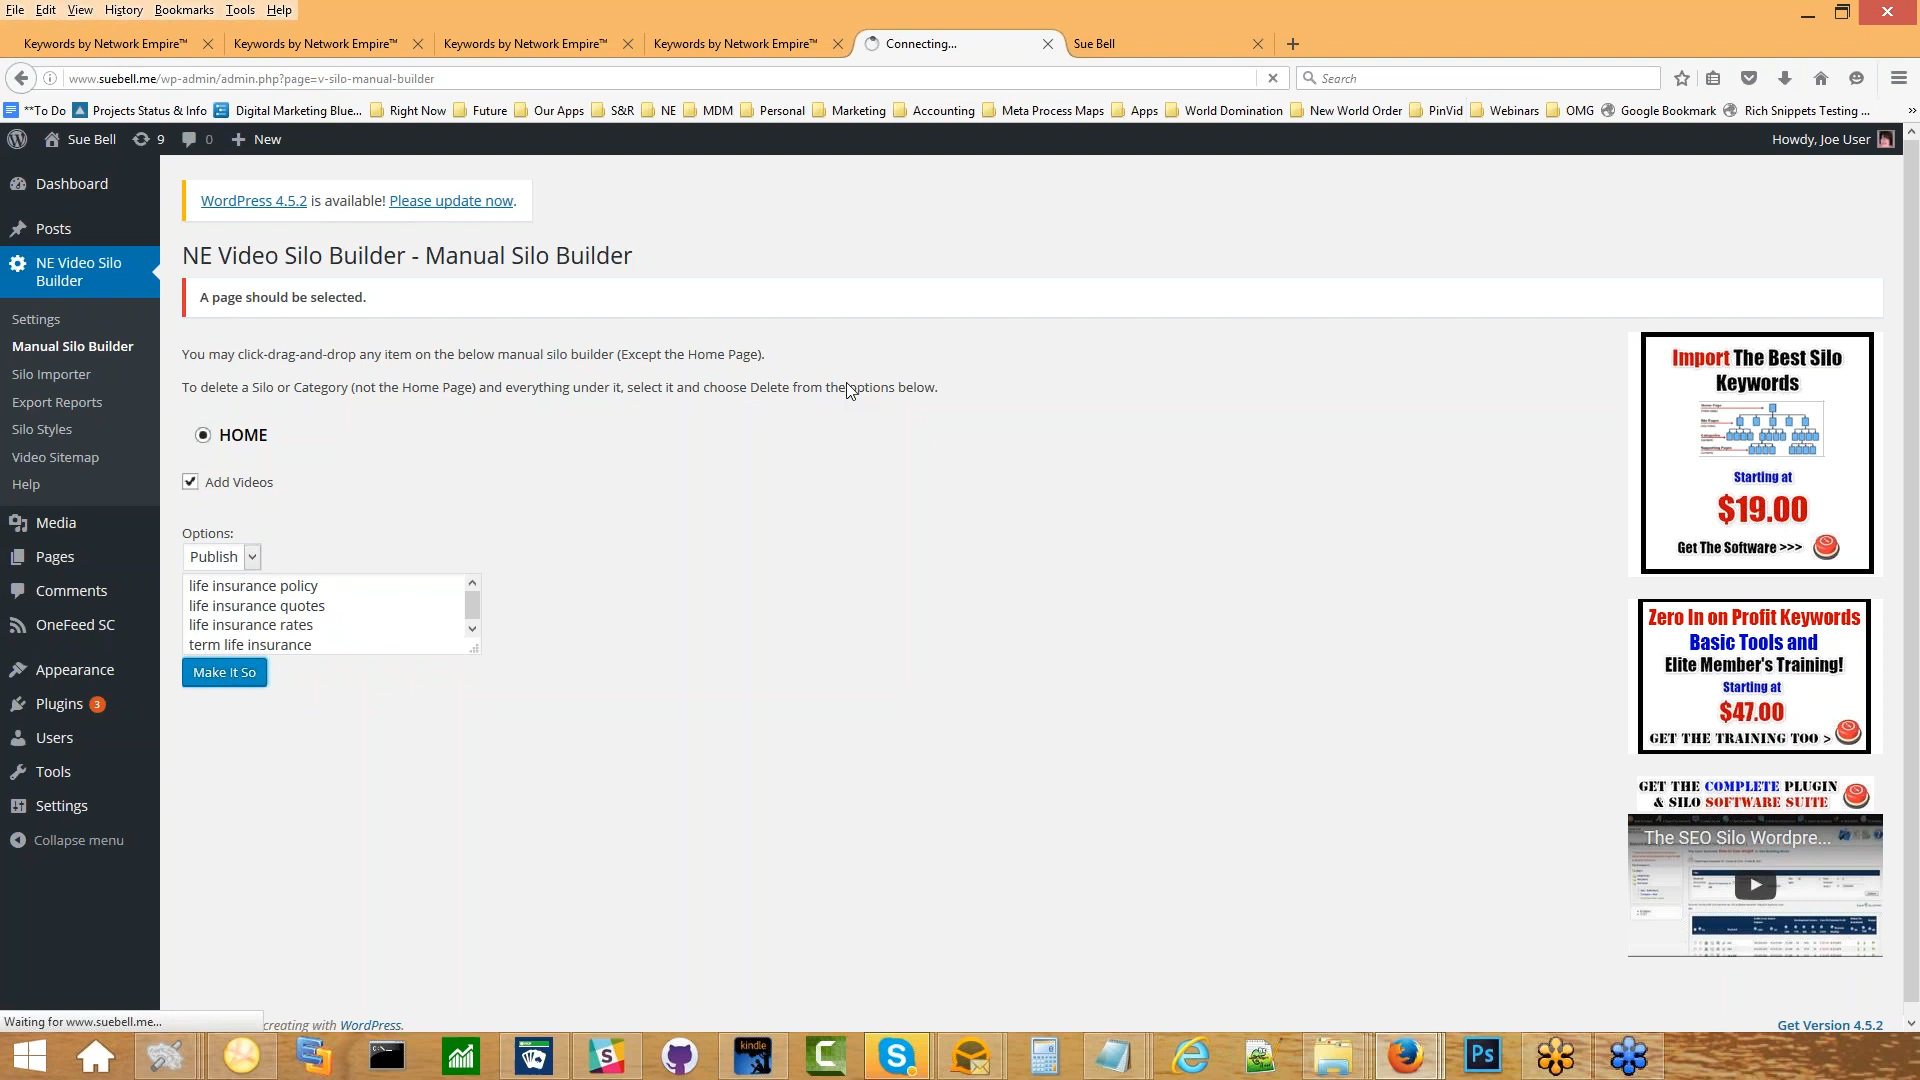 File Edit View History Bookmarks Tools Help
Keywords by Network Empire™
Keywords by Network Empire™
Keywords by Network Empire™
Keywords by Network Empire™
Connecting...
Sue Bell
www.suebell.me/wp-admin/admin.php?page=v-silo-manual-builder
Search
**To Do
Projects Status & Info
Digital Marketing Blue...
Right Now
Future
Our Apps
S&R
NE
MDM
Personal
Marketing
Accounting
Meta Process Maps
Apps
World Domination
New World Order
PinVid
Webinars
OMG
Google Bookmark
Rich Snippets Testing ...
Sue Bell
9
0
New
Howdy, Joe User
Dashboard
Posts
NE Video Silo
Builder
Settings
Manual Silo Builder
Silo Importer
Export Reports
Silo Styles
Video Sitemap
Help
Media
Pages
Comments
OneFeed SC
Appearance
Plugins 3
Users
Tools
Settings
Collapse menu
WordPress 4.5.2 is available! Please update now.
NE Video Silo Builder - Manual Silo Builder
A page should be selected.
You may click-drag-and-drop any item on the below manual silo builder (Except the Home Page).
To delete a Silo or Category (not the Home Page) and everything under it, select it and choose Delete from the options below.
HOME
Add Videos
Options:
Publish
life insurance policy
life insurance quotes
life insurance rates
term life insurance
Make It So
Import The Best Silo
Keywords
Starting at
$19.00
Get The Software >>>
Zero In on Profit Keywords
Basic Tools and
Elite Member's Training!
Starting at
$47.00
GET THE TRAINING TOO >
GET THE COMPLETE PLUGIN
& SILO SOFTWARE SUITE
The SEO Silo Wordpre...
Waiting for www.suebell.me...
creating with WordPress.
Get Version 4.5.2
kindle
Ps